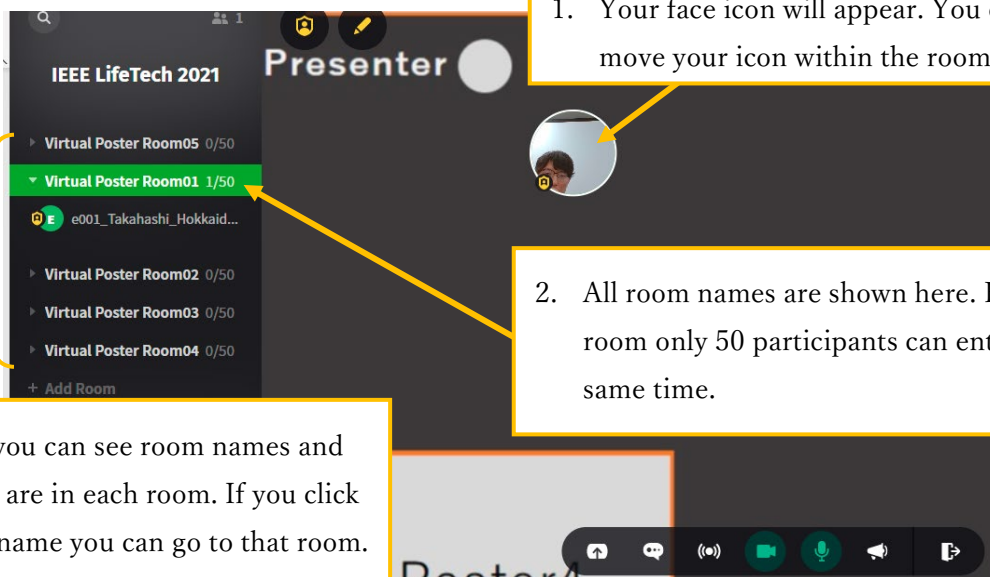 1
IEEE LifeTech 2021
Virtual Poster Room05 0/50
Virtual Poster Room01 1/50
E e001_Takahashi_Hokkaid...
Virtual Poster Room02 0/50
Virtual Poster Room03 0/50
Virtual Poster Room04 0/50
+ Add Room
Presenter
1. Your face icon will appear. You
move your icon within the room
2. All room names are shown here.
room only 50 participants can
same time.
you can see room names and
are in each room. If you click
name you can go to that room.